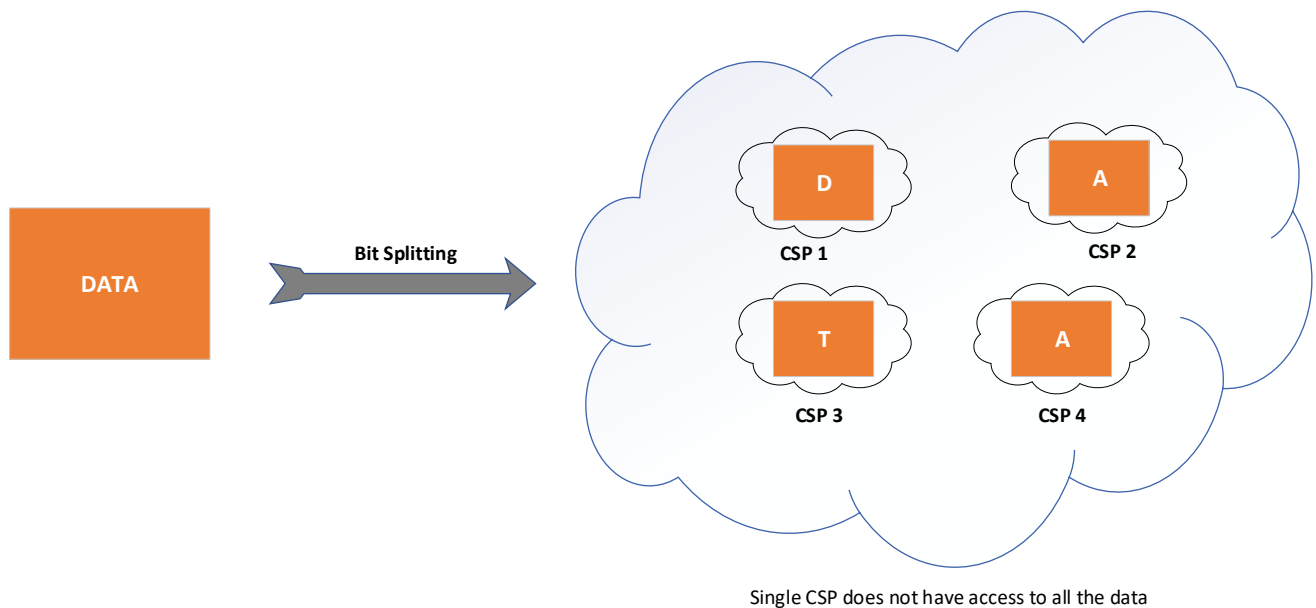 DATA
Bit Splitting
D
A
CSP 1
CSP 2
T
A
CSP 3
CSP 4
Single CSP does not have access to all the data